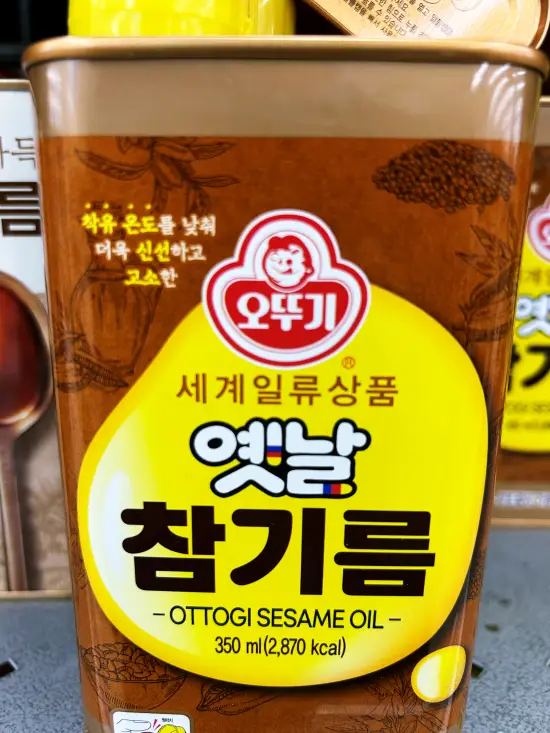 착유 온도를 낮춰
더욱 신선하고
고소한
오뚜기
®
세계일류상품
옛날
참기름
- OTTOGI SESAME OIL -
350 ml(2,870 kcal)